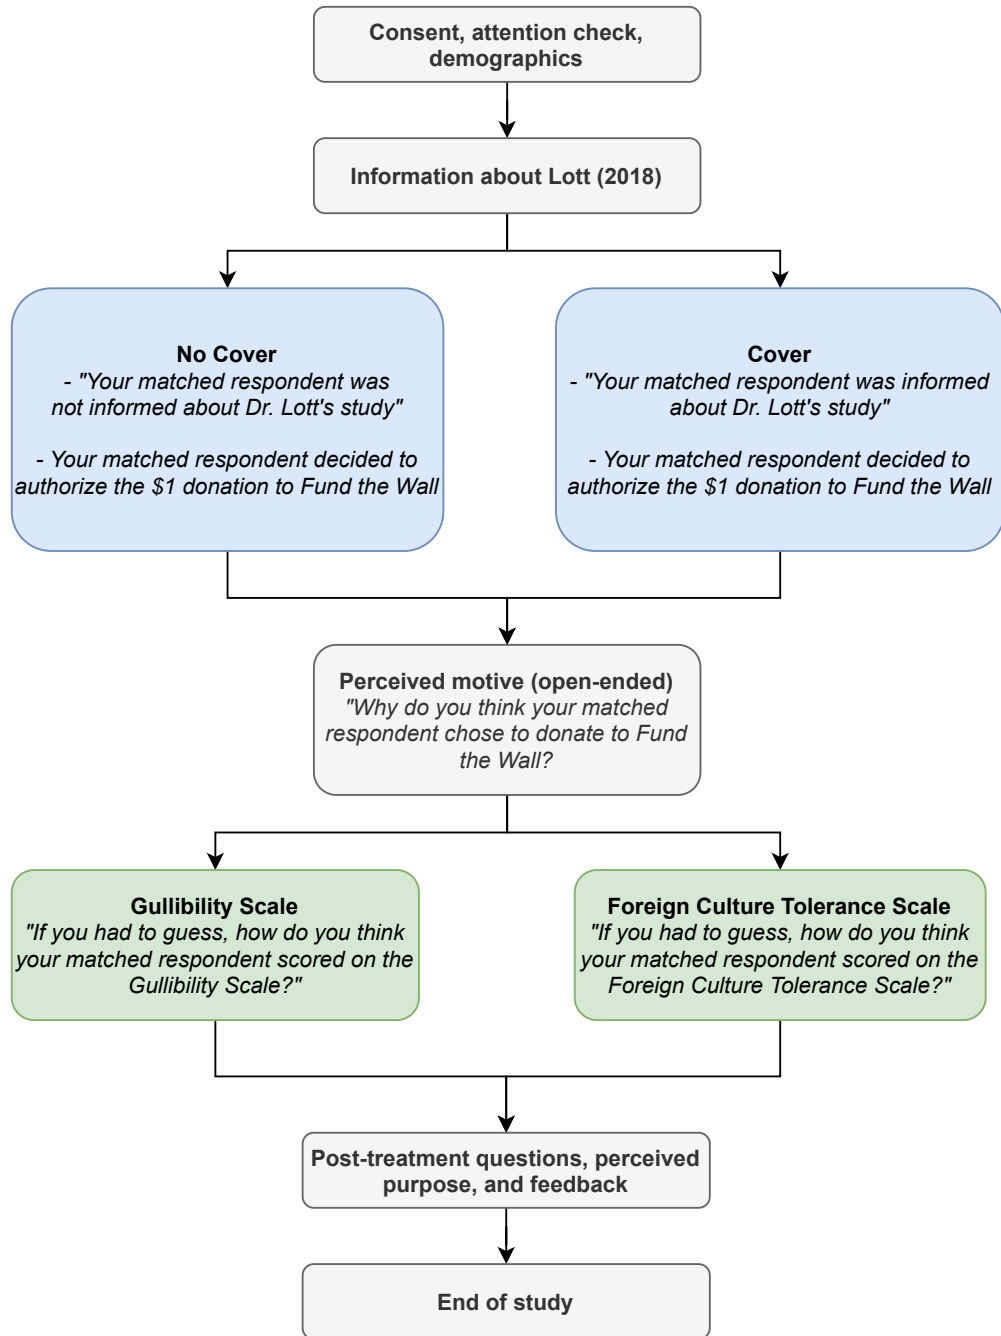 Consent, attention check,
demographics
Information about Lott (2018)
No Cover
- "Your matched respondent was
not informed about Dr. Lott's study"
- Your matched respondent decided to
authorize the $1 donation to Fund the Wall
Cover
- "Your matched respondent was informed
about Dr. Lott's study"
- Your matched respondent decided to
authorize the $1 donation to Fund the Wall
Perceived motive (open-ended)
"Why do you think your matched
respondent chose to donate to Fund
the Wall?
Gullibility Scale
"If you had to guess, how do you think
your matched respondent scored on the
Gullibility Scale?"
Foreign Culture Tolerance Scale
"If you had to guess, how do you think
your matched respondent scored on the
Foreign Culture Tolerance Scale?"
Post-treatment questions, perceived
purpose, and feedback
End of study